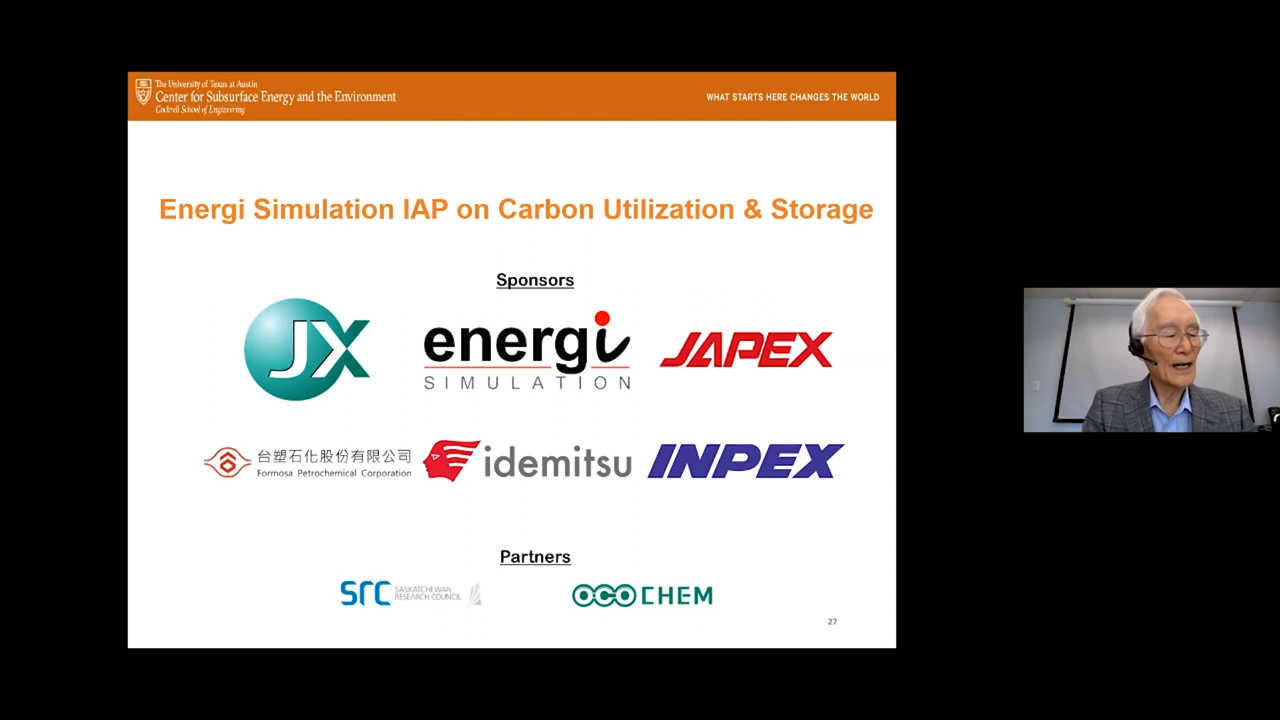 The University of Texas at Austin
Center for Subsurface Energy and the Environment
Cockrell School of Engineering
WHAT STARTS HERE CHANGES THE WORLD
Energi Simulation IAP on Carbon Utilization & Storage
Sponsors
JX
energi
SIMULATION
JAPEX
台塑石化股份有限公司
Formosa Petrochemical Corporation
idemitsu
INPEX
Partners
src
SASKATCHEWAN
RESEARCH COUNCIL
OCOCHEM
27